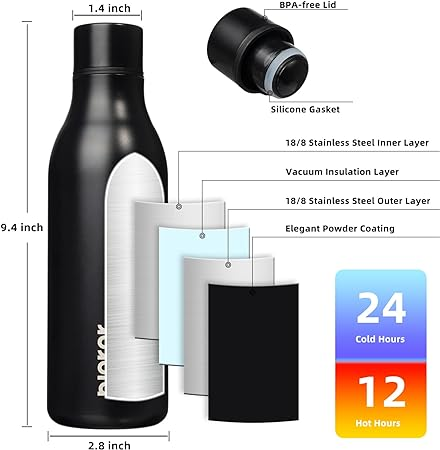 1.4 inch
BPA-free Lid
Silicone Gasket
18/8 Stainless Steel Inner Layer
Vacuum Insulation Layer
18/8 Stainless Steel Outer Layer
Elegant Powder Coating
9.4 inch
24
Cold Hours
12
Hot Hours
2.8 inch